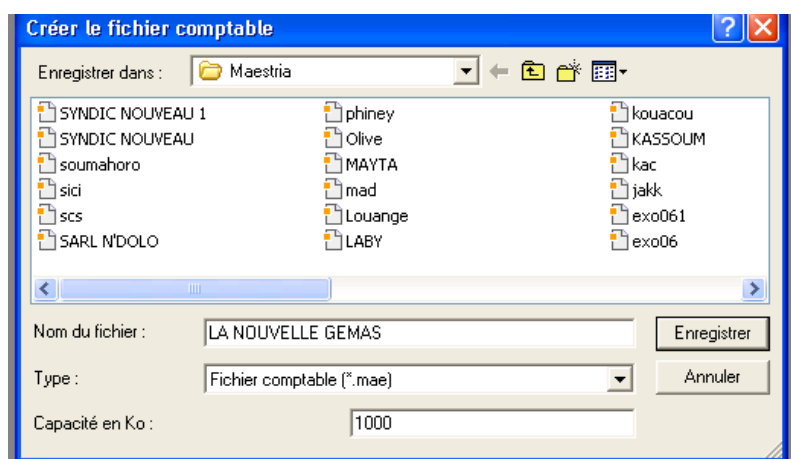 Créer le fichier comptable
Enregistrer dans : Maestria
SYNDIC NOUVEAU 1 phiney kouacou
SYNDIC NOUVEAU Olive KASSOUM
soumahoro MAYTA kac
sici mad jakk
scs Louange exo061
SARL N'DOLO LABY exo06
Nom du fichier : LA NOUVELLE GEMAS Enregistrer
Type : Fichier comptable (*.mae) Annuler
Capacité en Ko : 1000